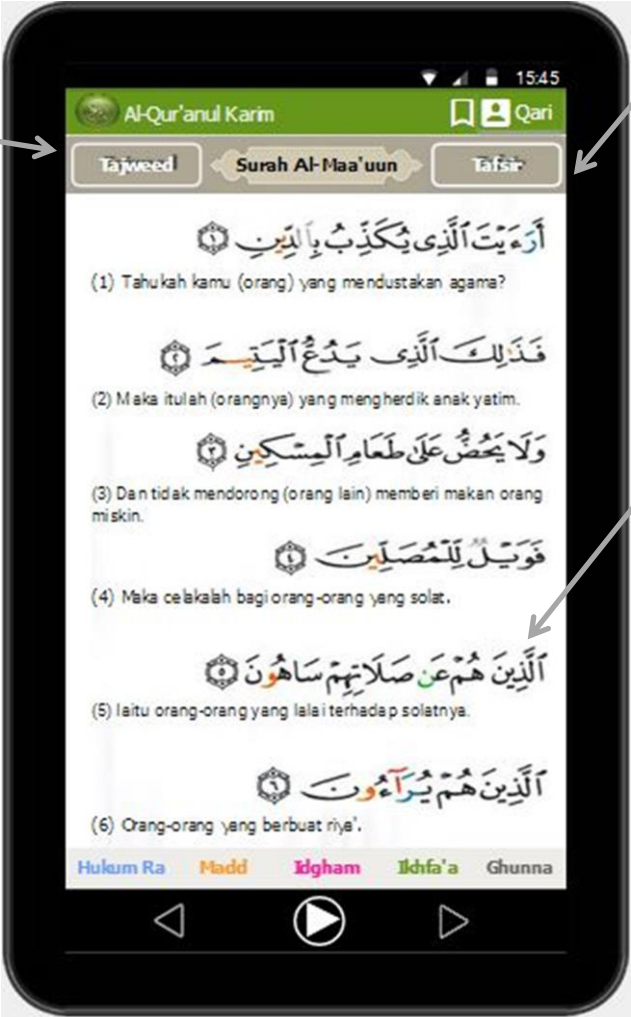 15:45
Al-Qur'anul Karim Qari
Tajweed Surah Al-Maa'uun Tafsir
أَرَءَيْتَ ٱلَّذِى يُكَذِّبُ بِٱلدِّينِ ١
(1) Tahukah kamu (orang) yang mendustakan agama?
فَذَٰلِكَ ٱلَّذِى يَدُعُّ ٱلْيَتِيمَ ٢
(2) Maka itulah (orangnya) yang mengherdik anak yatim.
وَلَا يَحُضُّ عَلَىٰ طَعَامِ ٱلْمِسْكِينِ ٣
(3) Dan tidak mendorong (orang lain) memberi makan orang
miskin.
فَوَيْلٌ لِّلْمُصَلِّينَ ٤
(4) Maka celakalah bagi orang-orang yang solat.
ٱلَّذِينَ هُمْ عَن صَلَاتِهِمْ سَاهُونَ ٥
(5) Iaitu orang-orang yang lalai terhadap solatnya.
ٱلَّذِينَ هُمْ يُرَآءُونَ ٦
(6) Orang-orang yang berbuat riya'.
Hukum Ra Madd Idgham Ikhfa'a Ghunna